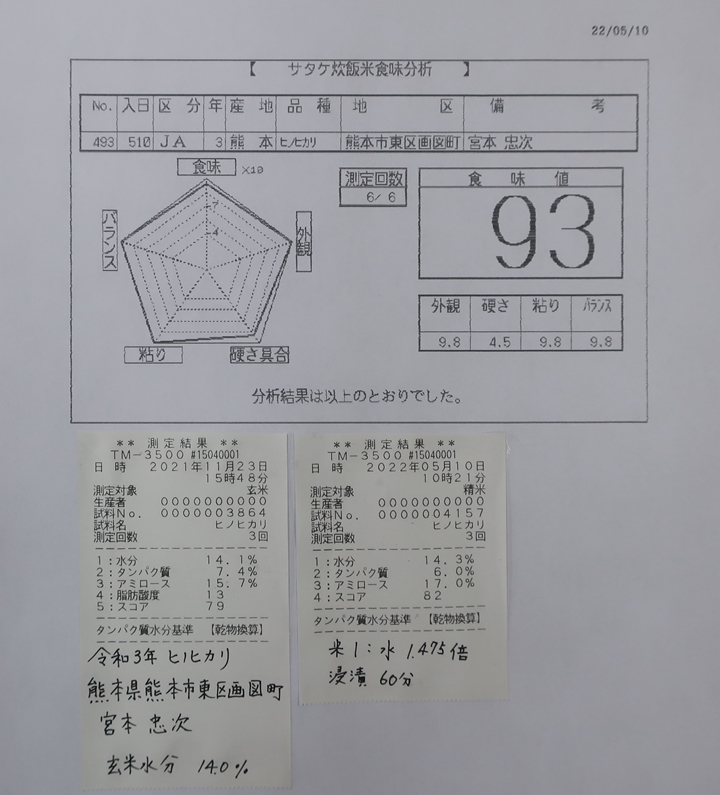 22/05/10
【 サタケ炊飯米食味分析 】
No. 入日 区分 年 産地 品種 地区 備考
493 510 JA 3 熊本 ヒノヒカリ 熊本市東区画図町 宮本 忠次
食味 ×10
7
4
バランス
外観
粘り
硬さ具合
測定回数
6/ 6
食味値
93
外観 硬さ 粘り バランス
9.8 4.5 9.8 9.8
分析結果は以上のとおりでした。
** 測定結果 **
TM-3500 #15040001
日 時 2021年11月23日
15時48分
測定対象 玄米
生産者 0000000000
試料No. 0000003864
試料名 ヒノヒカリ
測定回数 3回
1:水分 14.1%
2:タンパク質 7.4%
3:アミロース 15.7%
4:脂肪酸度 13
5:スコア 79
タンパク質水分基準 【乾物換算】
令和3年 ヒノヒカリ
熊本県熊本市東区画図町
宮本 忠次
玄米水分 14.0%
** 測定結果 **
TM-3500 #15040001
日 時 2022年05月10日
10時21分
測定対象 精米
生産者 0000000000
試料No. 0000004157
試料名 ヒノヒカリ
測定回数 3回
1:水分 14.3%
2:タンパク質 6.0%
3:アミロース 17.0%
4:スコア 82
タンパク質水分基準 【乾物換算】
米1:水 1.475倍
浸漬 60分